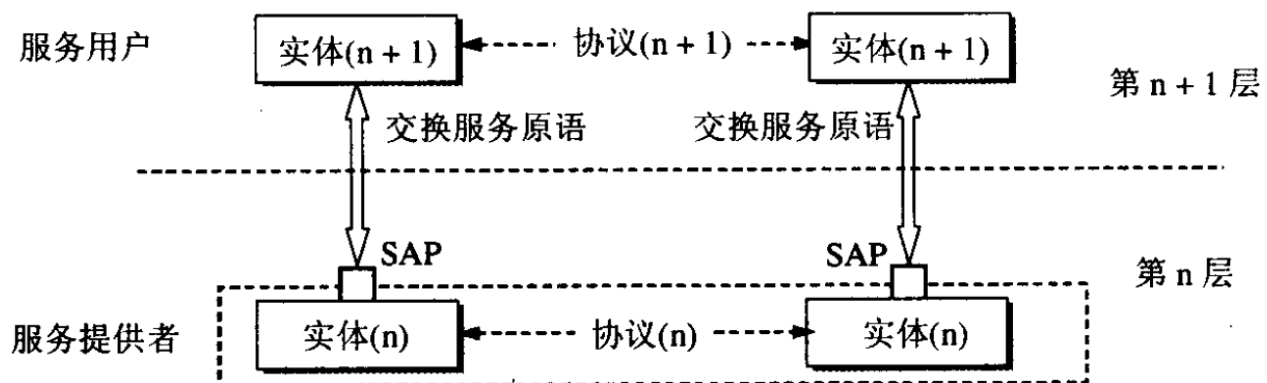 服务用户
实体(n + 1)
协议(n + 1)
实体(n + 1)
第 n + 1 层
交换服务原语
交换服务原语
SAP
SAP
第 n 层
服务提供者
实体(n)
协议(n)
实体(n)